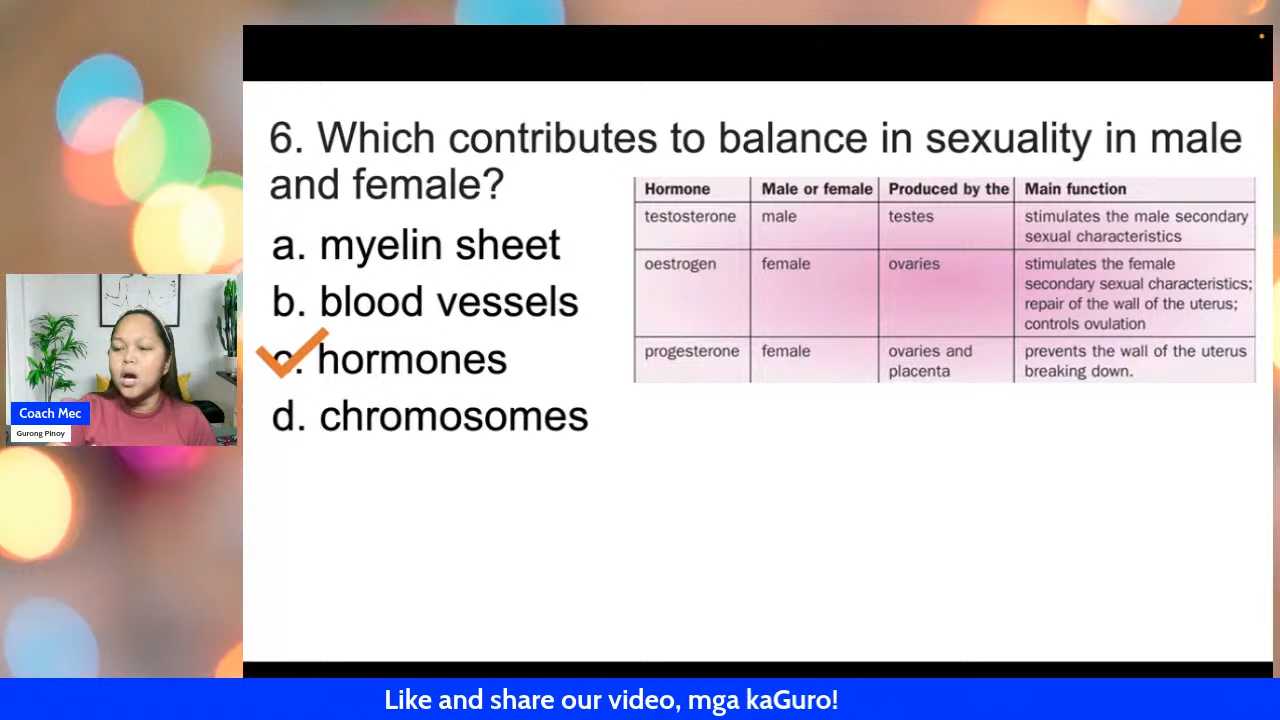 6. Which contributes to balance in sexuality in male
and female?
a. myelin sheet
b. blood vessels
c. hormones
d. chromosomes
Hormone Male or female Produced by the Main function
testosterone male testes stimulates the male secondary
sexual characteristics
oestrogen female ovaries stimulates the female
secondary sexual characteristics;
repair of the wall of the uterus;
controls ovulation
progesterone female ovaries and prevents the wall of the uterus
placenta breaking down.
Coach Mec
Gurong Pinoy
Like and share our video, mga kaGuro!